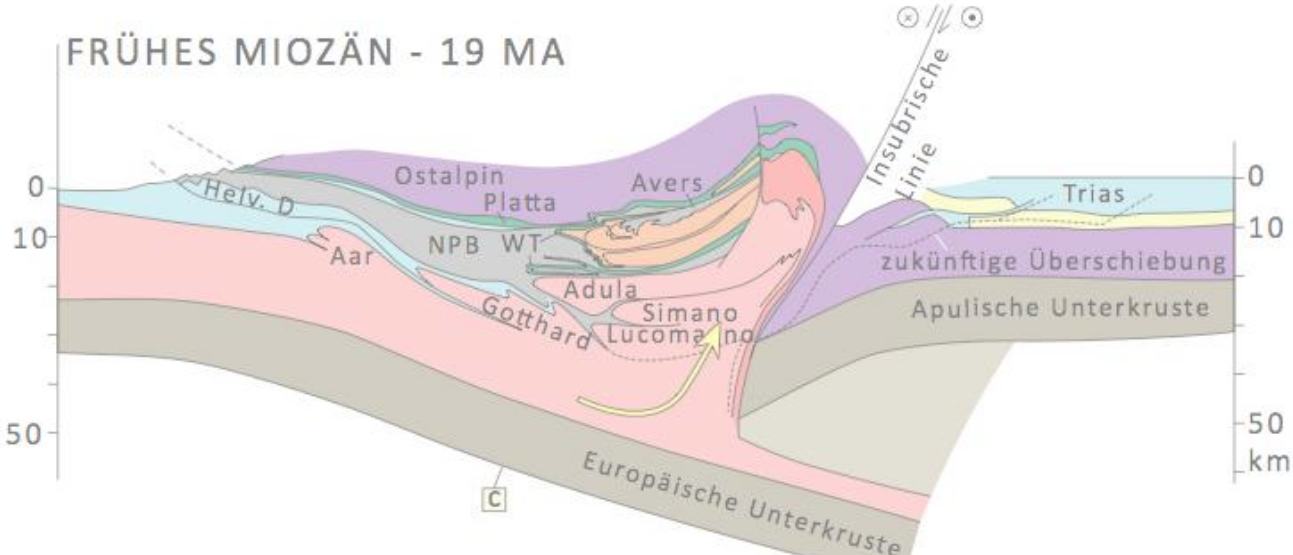 FRÜHES MIOZÄN - 19 MA
Insubrische
Linie
0
10
50
Helv. D
Ostalpin
Platta
Avers
NPB
WT
Aar
Adula
Gotthard
Simano
Lucomagno
Trias
zukünftige Überschiebung
Apulische Unterkruste
Europäische Unterkruste
C
0
10
50
km